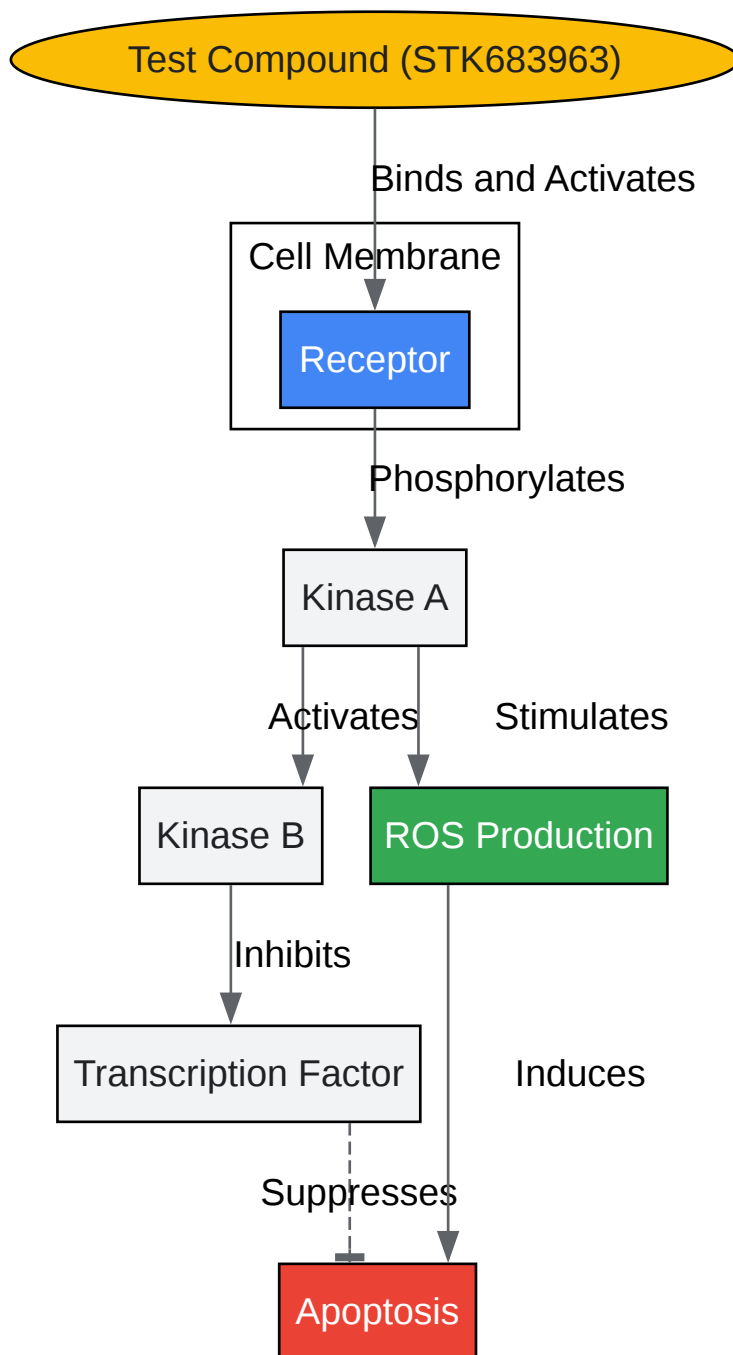 Test Compound (STK683963)
Binds and Activates
Cell Membrane
Receptor
Phosphorylates
Kinase A
Activates
Stimulates
Kinase B
ROS Production
Inhibits
Transcription Factor
Induces
Suppresses
Apoptosis